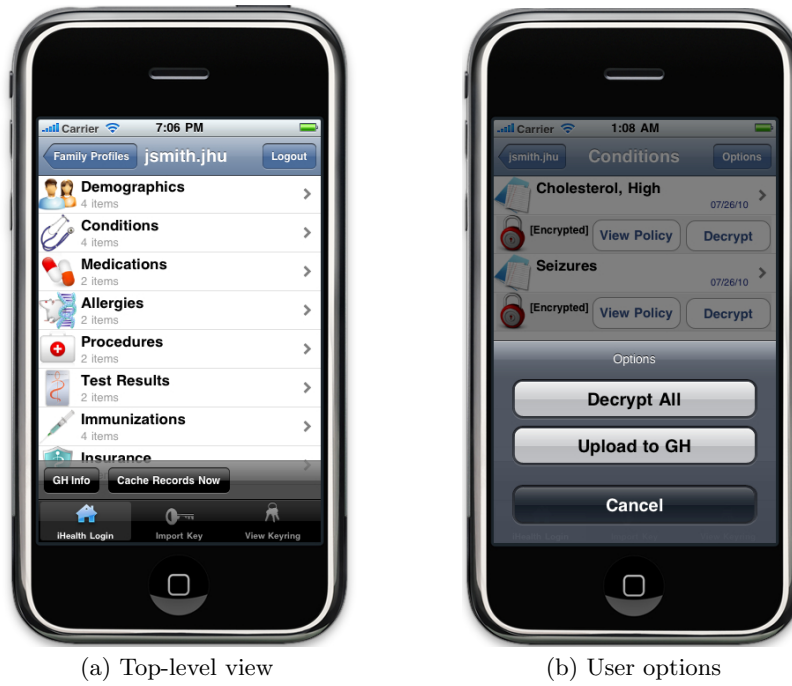 Carrier 7:06 PM
Family Profiles jsmith.jhu Logout
Demographics
4 items
Conditions
4 items
Medications
2 items
Allergies
2 items
Procedures
2 items
Test Results
2 items
Immunizations
4 items
Insurance
GH Info Cache Records Now
iHealth Login Import Key View Keyring
(a) Top-level view
Carrier 1:08 AM
jsmith.jhu Conditions Options
Cholesterol, High
07/26/10
[Encrypted] View Policy Decrypt
Seizures
07/26/10
[Encrypted] View Policy Decrypt
Options
Decrypt All
Upload to GH
Cancel
(b) User options